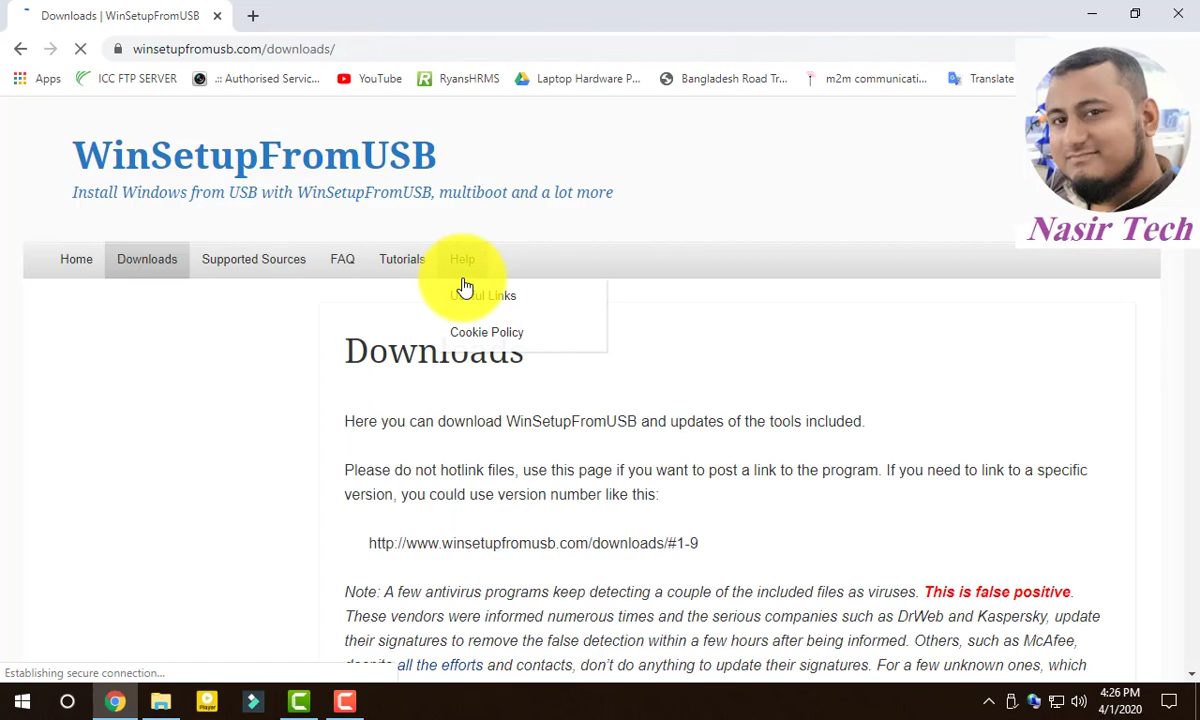 Downloads | WinSetupFromUSB
winsetupfromusb.com/downloads/
Apps ICC FTP SERVER .:: Authorised Servic... YouTube RyansHRMS Laptop Hardware P... Bangladesh Road Tr... m2m communicati... Translate
WinSetupFromUSB
Install Windows from USB with WinSetupFromUSB, multiboot and a lot more
Nasir Tech
Home Downloads Supported Sources FAQ Tutorials Help
Useful Links
Cookie Policy
Downloads
Here you can download WinSetupFromUSB and updates of the tools included.
Please do not hotlink files, use this page if you want to post a link to the program. If you need to link to a specific
version, you could use version number like this:
http://www.winsetupfromusb.com/downloads/#1-9
Note: A few antivirus programs keep detecting a couple of the included files as viruses. This is false positive.
These vendors were informed numerous times and the serious companies such as DrWeb and Kaspersky, update
their signatures to remove the false detection within a few hours after being informed. Others, such as McAfee,
despite all the efforts and contacts, don't do anything to update their signatures. For a few unknown ones, which
Establishing secure connection...
Player
4:26 PM
4/1/2020